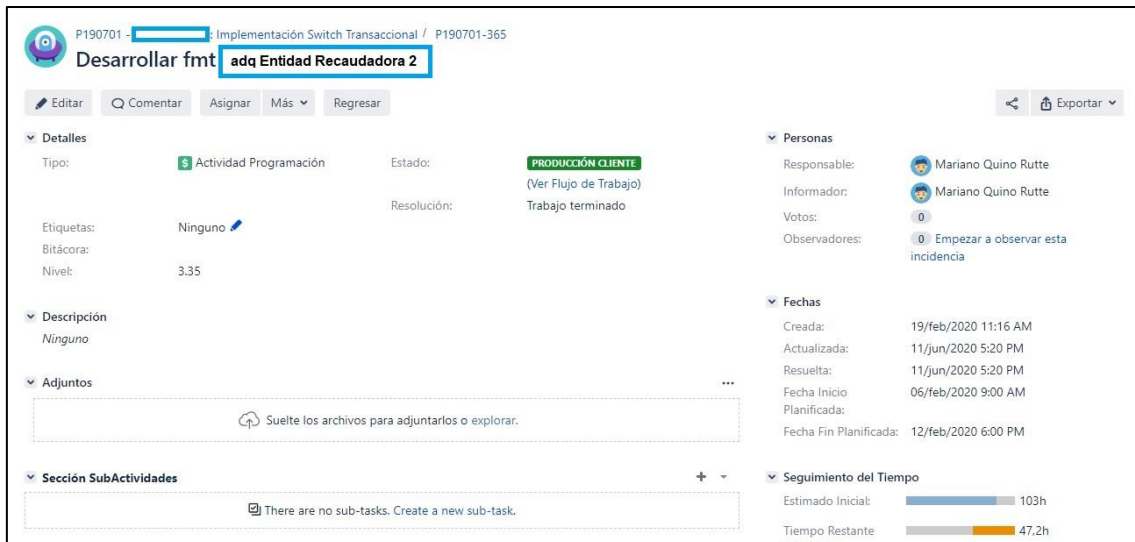 P190701 - : Implementación Switch Transaccional / P190701-365
Desarrollar fmt adq Entidad Recaudadora 2
Editar Comentar Asignar Más Regresar Exportar
Detalles
Tipo: Actividad Programación Estado: PRODUCCIÓN CLIENTE
(Ver Flujo de Trabajo)
Resolución: Trabajo terminado
Etiquetas: Ninguno
Bitácora:
Nivel: 3.35
Descripción
Ninguno
Adjuntos
Suelte los archivos para adjuntarlos o explorar.
Sección SubActividades
There are no sub-tasks. Create a new sub-task.
Personas
Responsable: Mariano Quino Rutte
Informador: Mariano Quino Rutte
Votos: 0
Observadores: 0 Empezar a observar esta
incidencia
Fechas
Creada: 19/feb/2020 11:16 AM
Actualizada: 11/jun/2020 5:20 PM
Resuelta: 11/jun/2020 5:20 PM
Fecha Inicio 06/feb/2020 9:00 AM
Planificada:
Fecha Fin Planificada: 12/feb/2020 6:00 PM
Seguimiento del Tiempo
Estimado Inicial: 103h
Tiempo Restante 47,2h